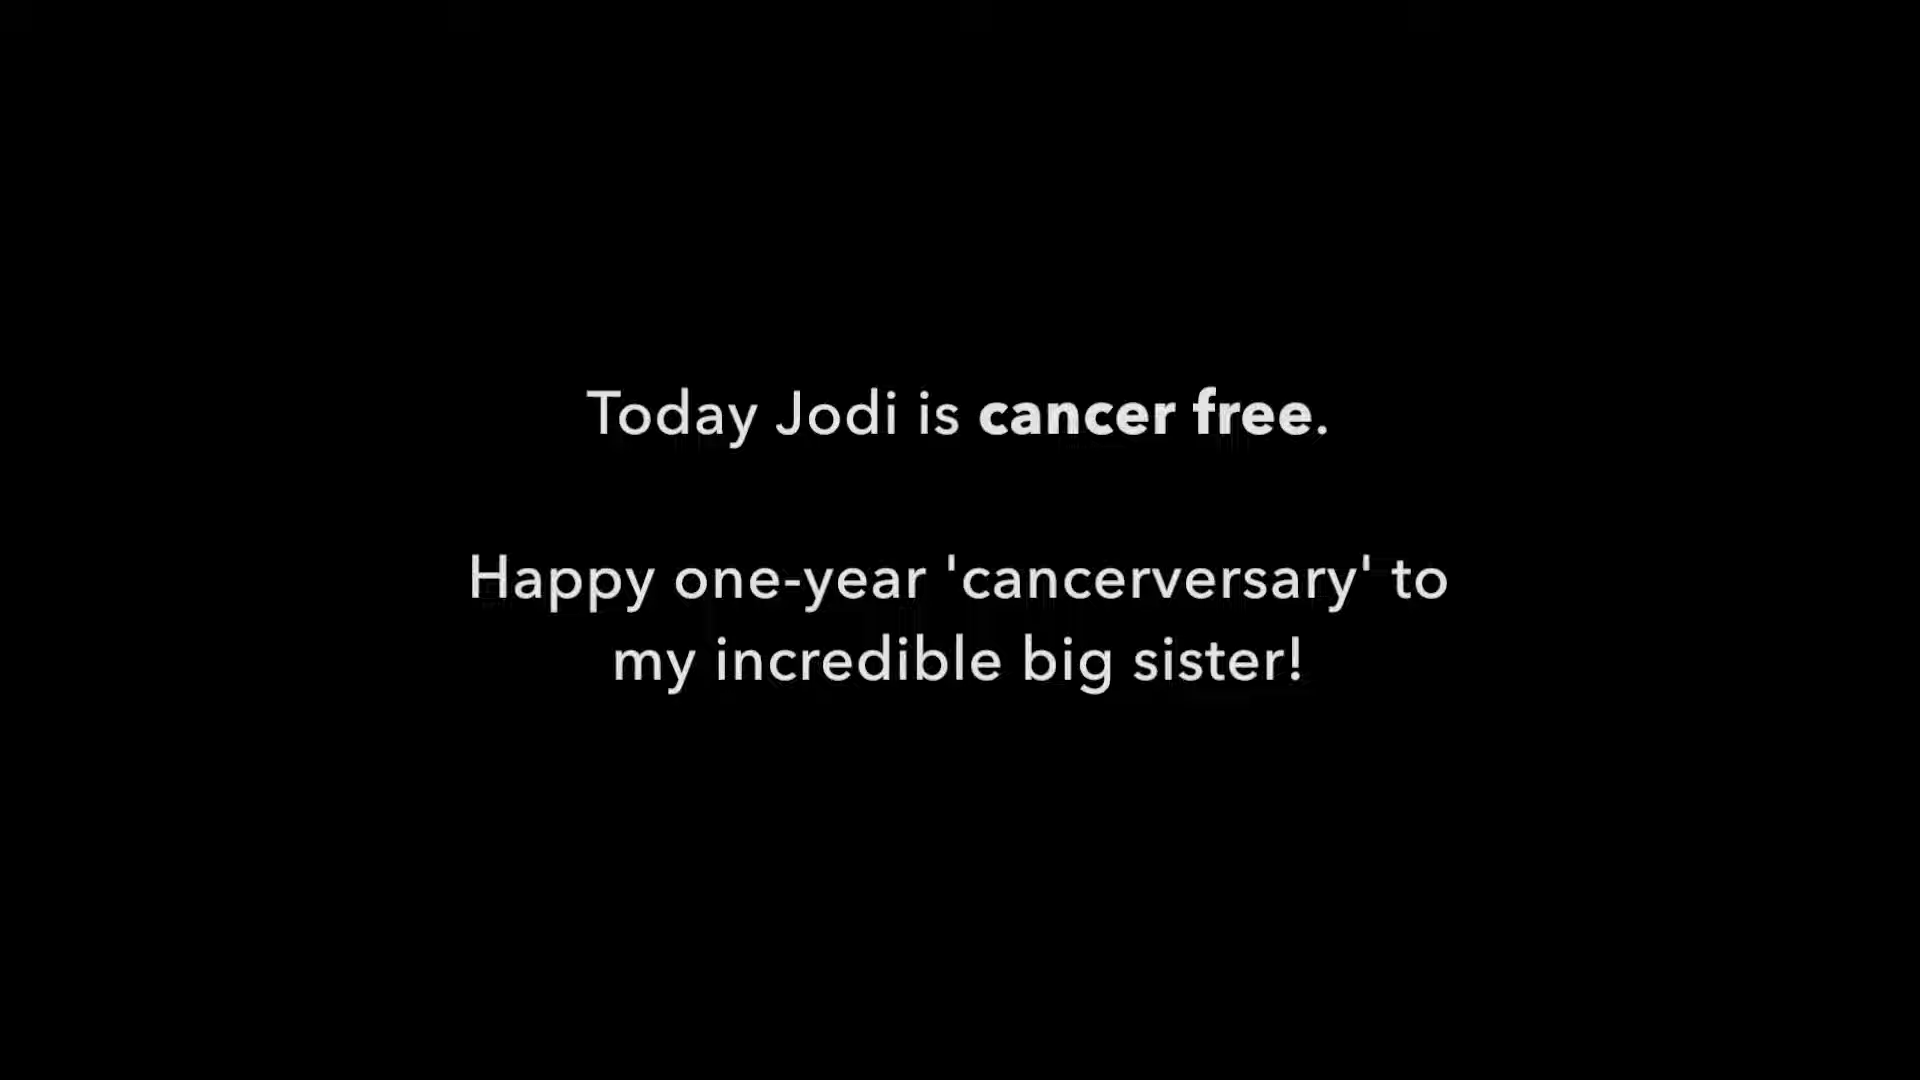 Today Jodi is cancer free.
Happy one-year 'cancerversary' to
my incredible big sister!